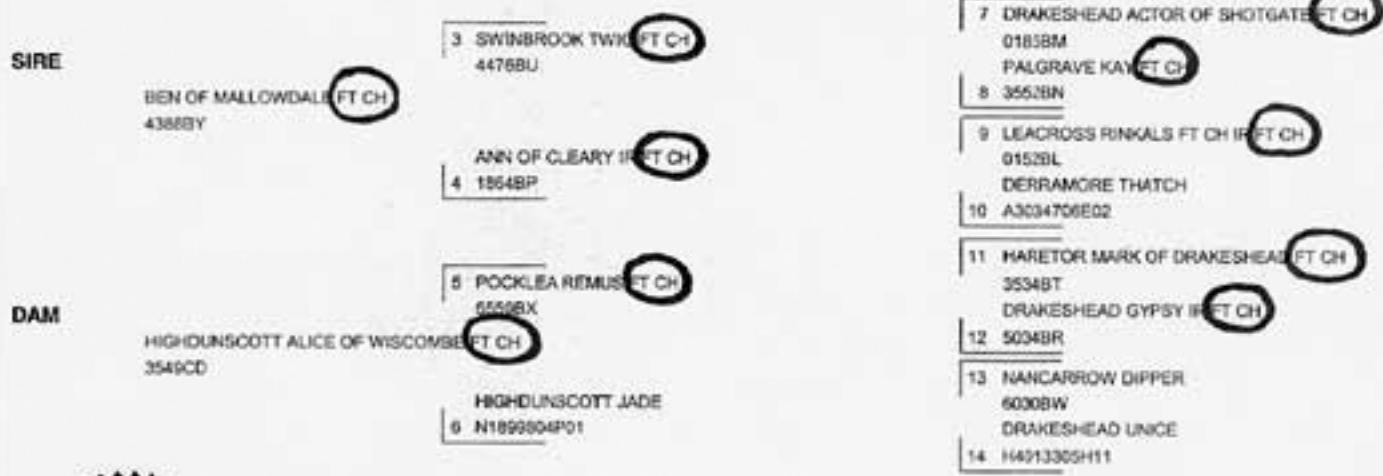 SIRE
BEN OF MALLOWDALE FT CH
4388BY
3 SWINBROOK TWIG FT CH
4476BU
ANN OF CLEARY IR FT CH
4 1864BP
7 DRAKESHEAD ACTOR OF SHOTGATE FT CH
0185BM
PALGRAVE KAY FT CH
8 3552BN
9 LEACROSS RINKALS FT CH IR FT CH
0152BL
DERRAMORE THATCH
10 A3034706E02
DAM
HIGHDUNSCOTT ALICE OF WISCOMBE FT CH
3549CD
5 POCKLEA REMUS FT CH
6559BX
HIGHDUNSCOTT JADE
6 N1899804P01
11 HARETOR MARK OF DRAKESHEAD FT CH
3534BT
DRAKESHEAD GYPSY IR FT CH
12 5034BR
13 NANCARROW DIPPER
6030BW
DRAKESHEAD UNICE
14 H4013305H11